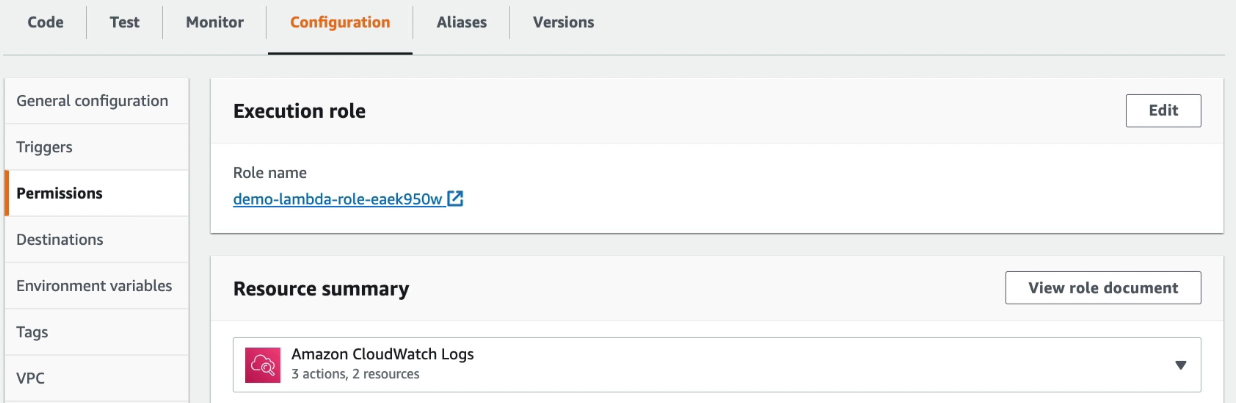 Code Test Monitor Configuration Aliases Versions
General configuration
Triggers
Permissions
Destinations
Environment variables
Tags
VPC
Execution role
Edit
Role name
demo-lambda-role-eaek950w
Resource summary
View role document
Amazon CloudWatch Logs
3 actions, 2 resources